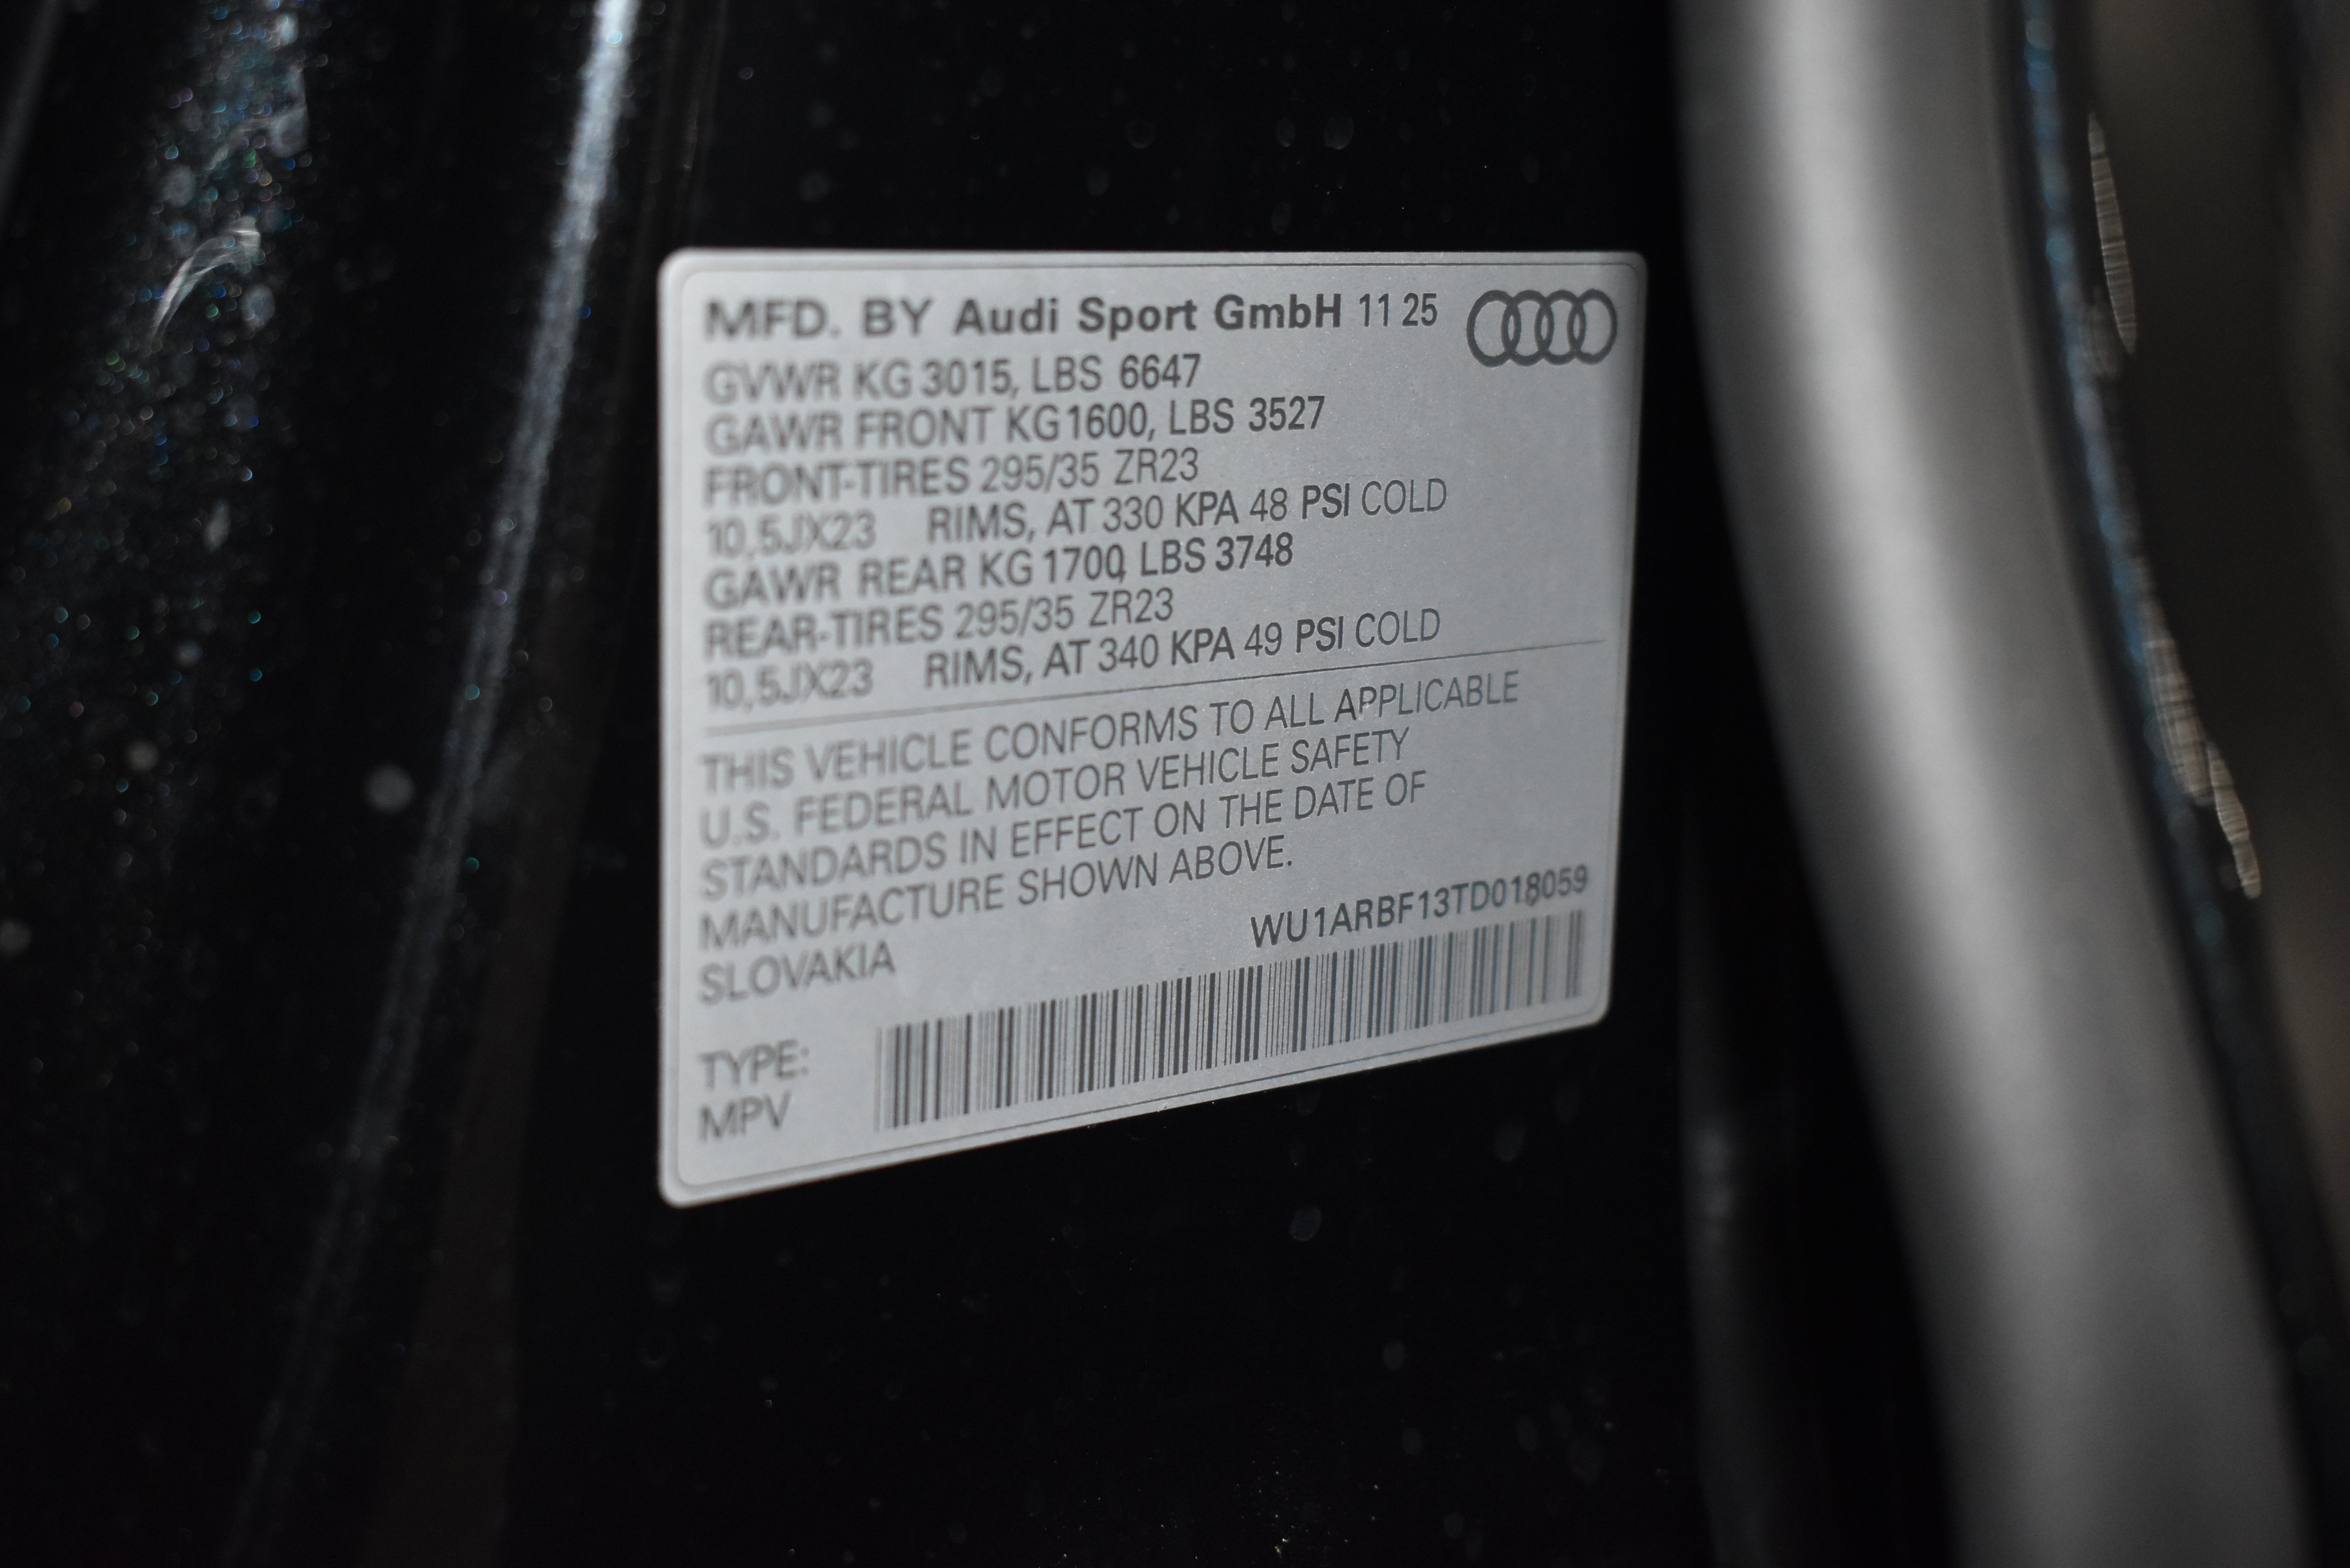 MFD. BY Audi Sport GmbH 11 25
GVWR KG 3015, LBS 6647
GAWR FRONT KG 1600, LBS 3527
FRONT-TIRES 295/35 ZR23
10,5JX23 RIMS, AT 330 KPA 48 PSI COLD
GAWR REAR KG 1700, LBS 3748
REAR-TIRES 295/35 ZR23
10,5JX23 RIMS, AT 340 KPA 49 PSI COLD
THIS VEHICLE CONFORMS TO ALL APPLICABLE
U.S. FEDERAL MOTOR VEHICLE SAFETY
STANDARDS IN EFFECT ON THE DATE OF
MANUFACTURE SHOWN ABOVE.
SLOVAKIA WU1ARBF13TD018059
TYPE:
MPV